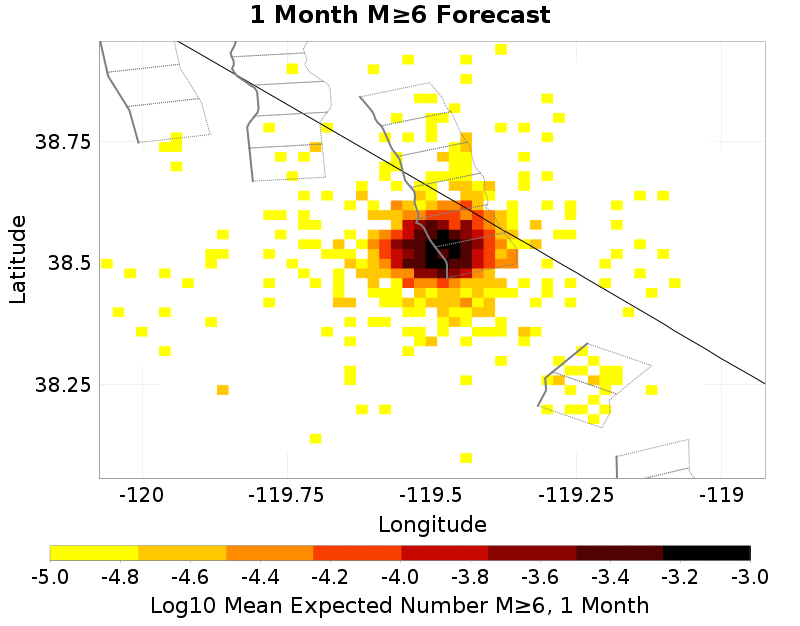 1 Month M≥6 Forecast
38.75
38.5
38.25
Latitude
-120 -119.75 -119.5 -119.25 -119
Longitude
-5.0 -4.8 -4.6 -4.4 -4.2 -4.0 -3.8 -3.6 -3.4 -3.2 -3.0
Log10 Mean Expected Number M≥6, 1 Month